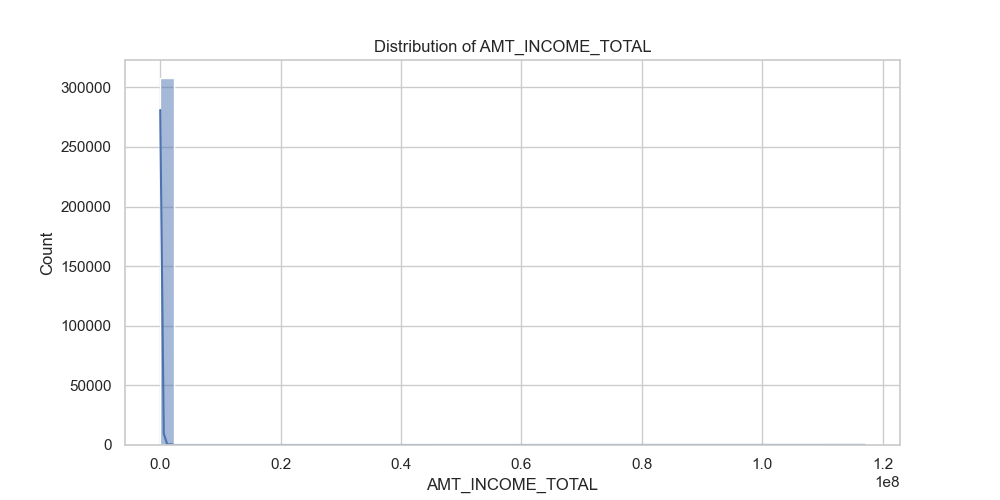 Distribution of AMT_INCOME_TOTAL
300000
250000
200000
150000
100000
50000
0
Count
0.0 0.2 0.4 0.6 0.8 1.0 1.2
1e8
AMT_INCOME_TOTAL